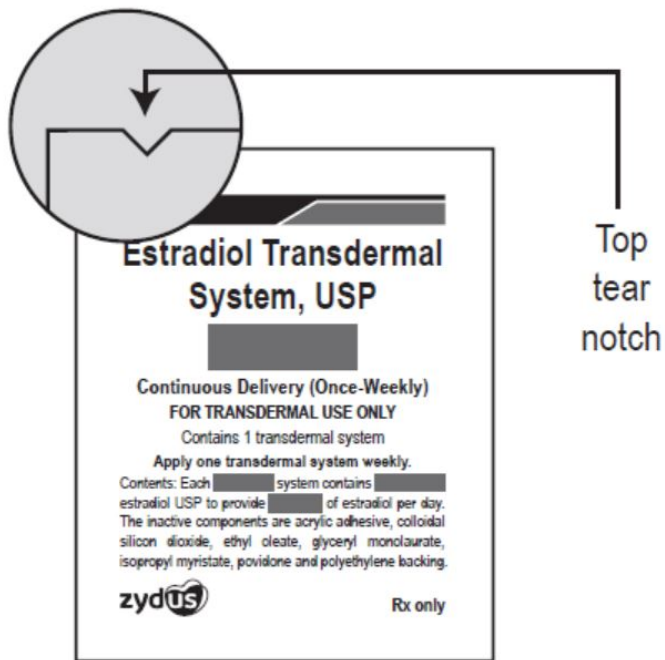 Estradiol Transdermal
System, USP
Continuous Delivery (Once-Weekly)
FOR TRANSDERMAL USE ONLY
Contains 1 transdermal system
Apply one transdermal system weekly.
Contents: Each system contains
estradiol USP to provide of estradiol per day.
The inactive components are acrylic adhesive, colloidal
silicon dioxide, ethyl oleate, glyceryl monolaurate,
isopropyl myristate, povidone and polyethylene backing.
zydus
Rx only
Top
tear
notch